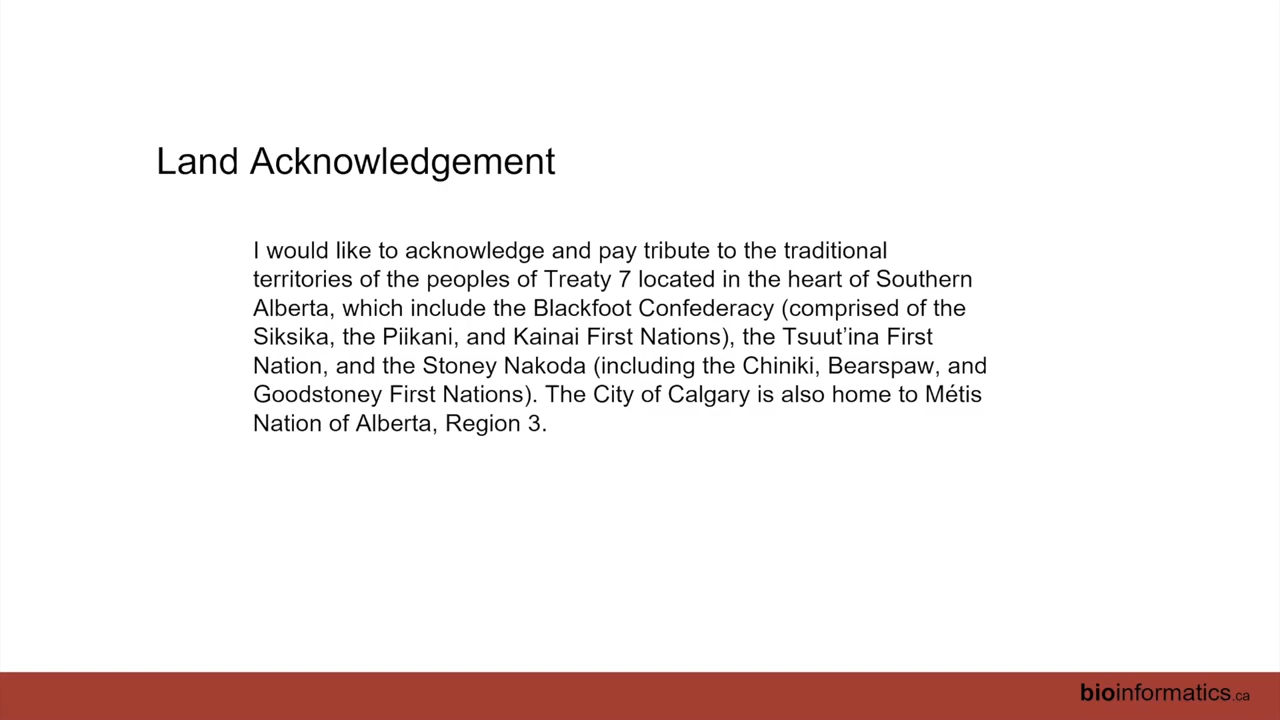 Land Acknowledgement
I would like to acknowledge and pay tribute to the traditional
territories of the peoples of Treaty 7 located in the heart of Southern
Alberta, which include the Blackfoot Confederacy (comprised of the
Siksika, the Piikani, and Kainai First Nations), the Tsuut’ina First
Nation, and the Stoney Nakoda (including the Chiniki, Bearspaw, and
Goodstoney First Nations). The City of Calgary is also home to Métis
Nation of Alberta, Region 3.
bioinformatics.ca